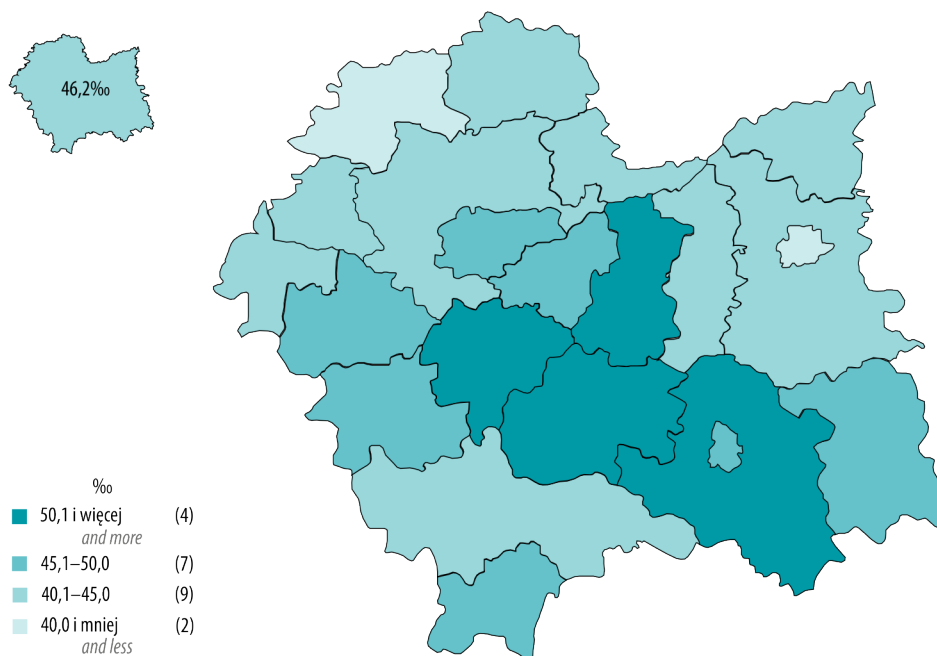 46,2‰
‰
50,1 i więcej (4)
and more
45,1–50,0 (7)
40,1–45,0 (9)
40,0 i mniej (2)
and less